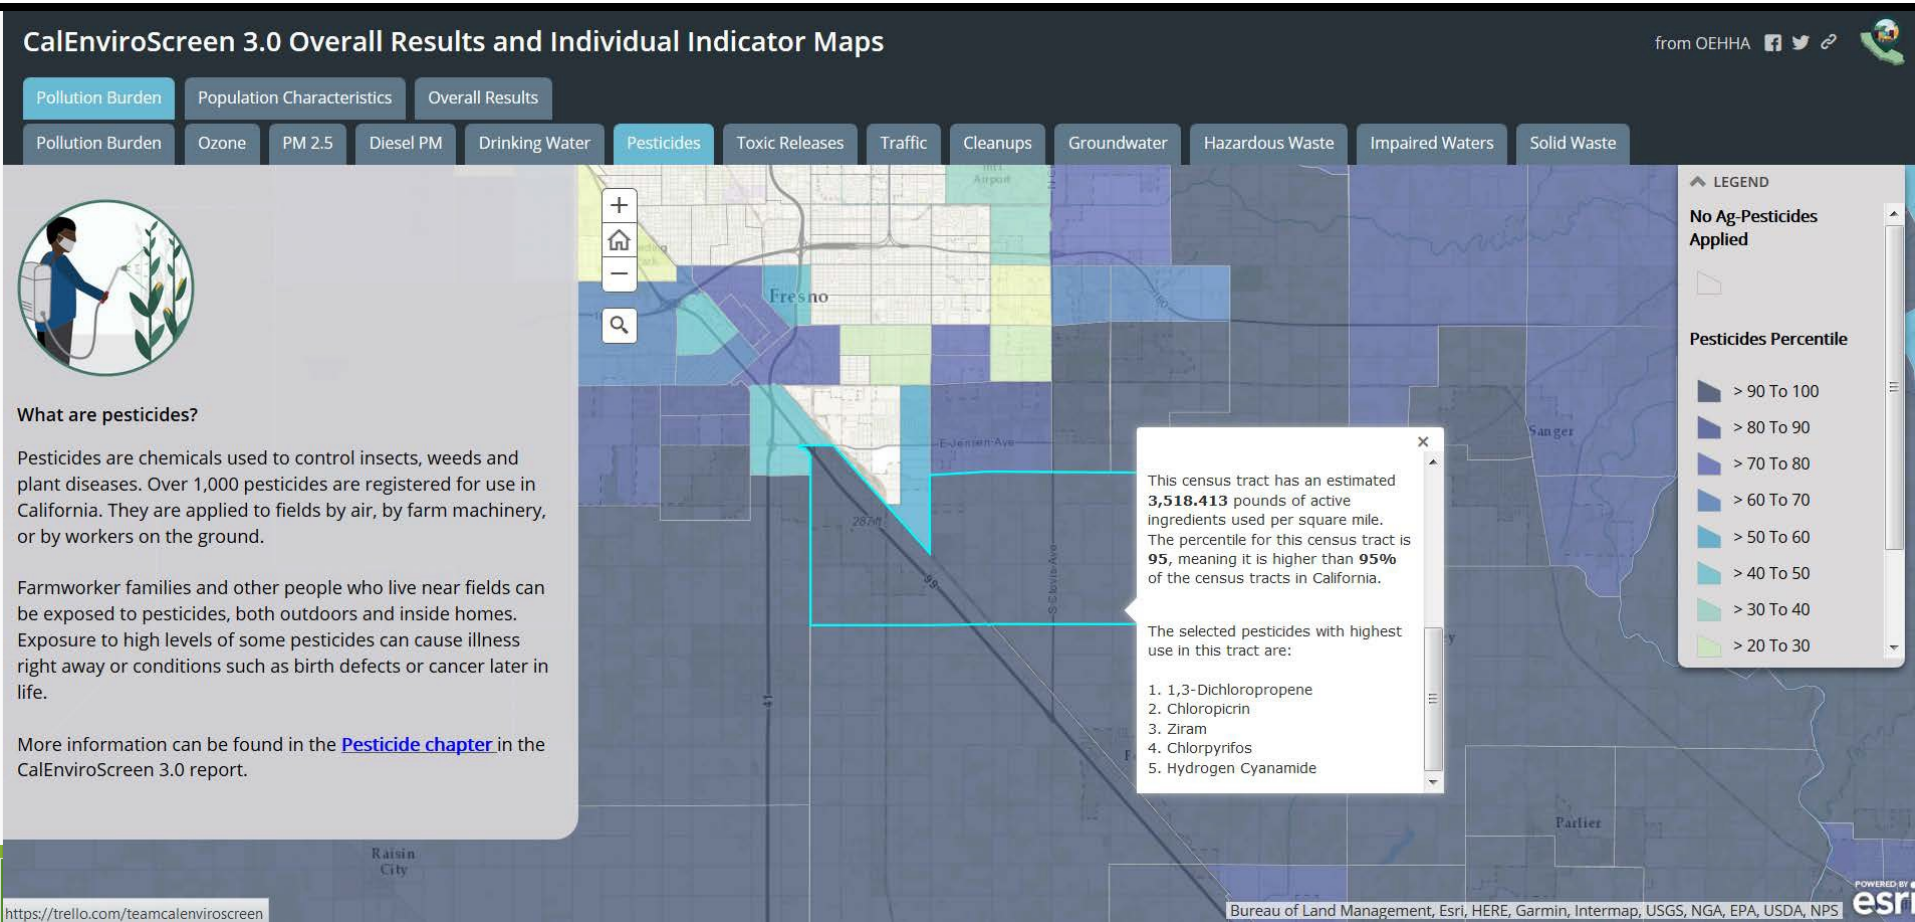 CalEnviroScreen 3.0 Overall Results and Individual Indicator Maps
from OEHHA
Pollution Burden
Population Characteristics
Overall Results
Pollution Burden
Ozone
PM 2.5
Diesel PM
Drinking Water
Pesticides
Toxic Releases
Traffic
Cleanups
Groundwater
Hazardous Waste
Impaired Waters
Solid Waste
What are pesticides?
Pesticides are chemicals used to control insects, weeds and
plant diseases. Over 1,000 pesticides are registered for use in
California. They are applied to fields by air, by farm machinery,
or by workers on the ground.
Farmworker families and other people who live near fields can
be exposed to pesticides, both outdoors and inside homes.
Exposure to high levels of some pesticides can cause illness
right away or conditions such as birth defects or cancer later in
life.
More information can be found in the Pesticide chapter in the
CalEnviroScreen 3.0 report.
+
−
Airport
Fresno
180
E Jensen Ave
287 ft
99
S Clovis Ave
41
Sanger
Parlier
Raisin
City
This census tract has an estimated
3,518.413 pounds of active
ingredients used per square mile.
The percentile for this census tract is
95, meaning it is higher than 95%
of the census tracts in California.
The selected pesticides with highest
use in this tract are:
1. 1,3-Dichloropropene
2. Chloropicrin
3. Ziram
4. Chlorpyrifos
5. Hydrogen Cyanamide
LEGEND
No Ag-Pesticides
Applied
Pesticides Percentile
> 90 To 100
> 80 To 90
> 70 To 80
> 60 To 70
> 50 To 60
> 40 To 50
> 30 To 40
> 20 To 30
https://trello.com/teamcalenviroscreen
Bureau of Land Management, Esri, HERE, Garmin, Intermap, USGS, NGA, EPA, USDA, NPS
POWERED BY
esri